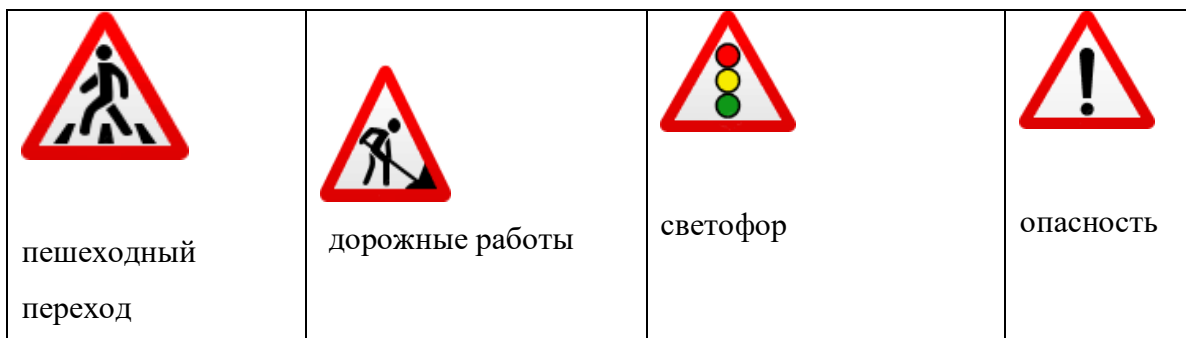 пешеходный
переход
дорожные работы
светофор
опасность